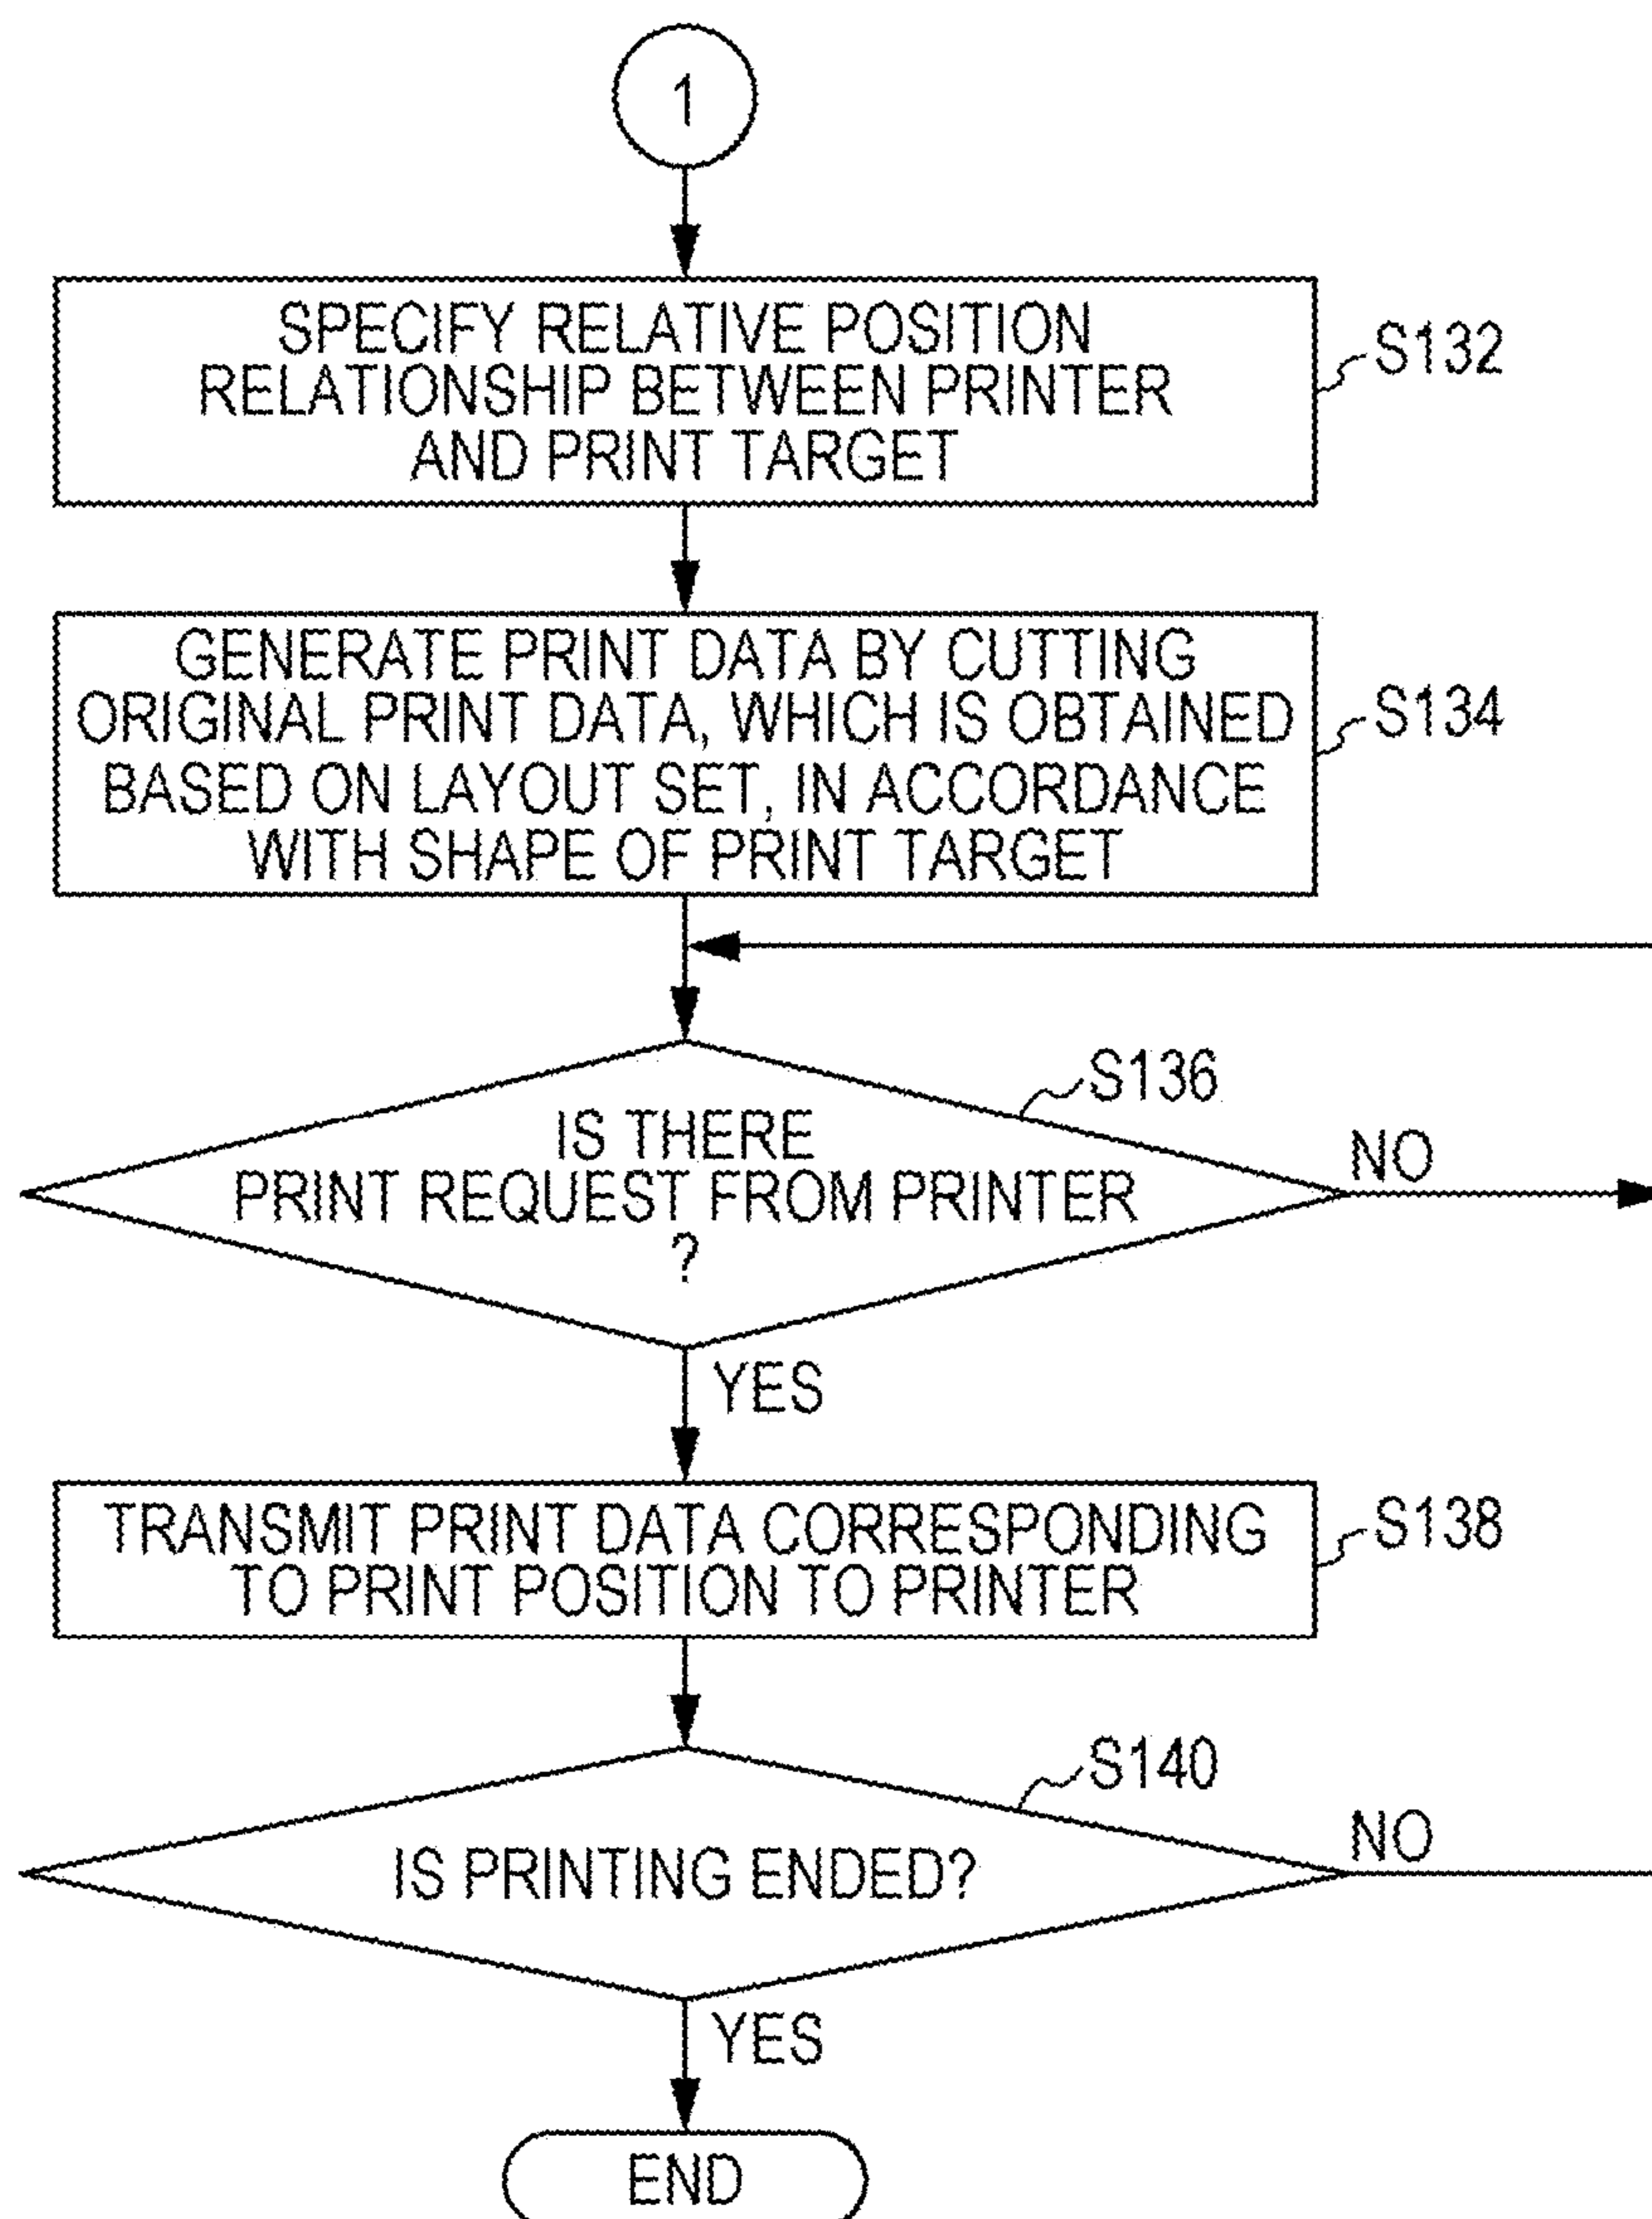 1
SPECIFY RELATIVE POSITION
RELATIONSHIP BETWEEN PRINTER
AND PRINT TARGET
S132
GENERATE PRINT DATA BY CUTTING
ORIGINAL PRINT DATA, WHICH IS OBTAINED
BASED ON LAYOUT SET, IN ACCORDANCE
WITH SHAPE OF PRINT TARGET
S134
S136
IS THERE
PRINT REQUEST FROM PRINTER
?
NO
YES
TRANSMIT PRINT DATA CORRESPONDING
TO PRINT POSITION TO PRINTER
S138
S140
IS PRINTING ENDED?
NO
YES
END